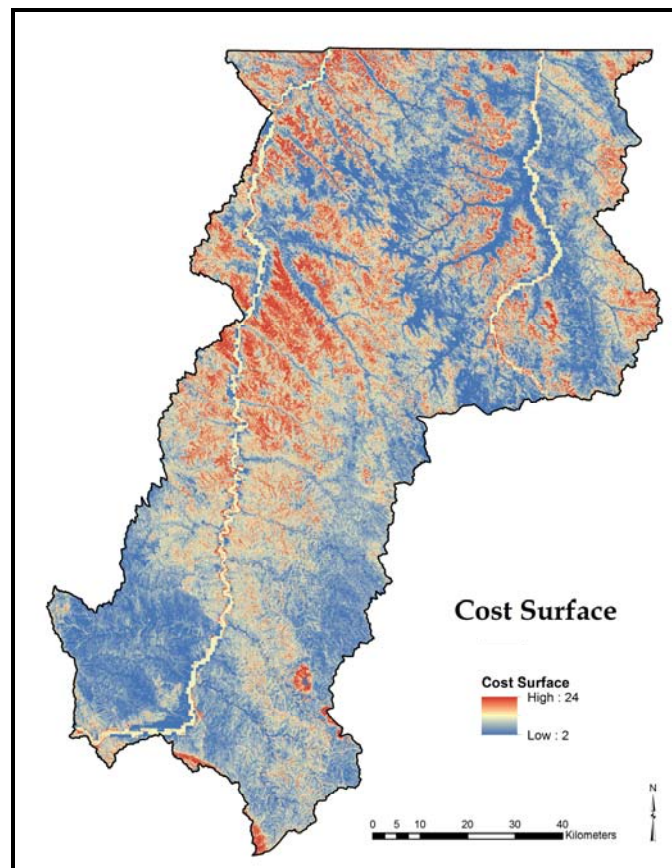 Cost Surface
Cost Surface
High : 24
Low : 2
N
0 5 10 20 30 40
Kilometers